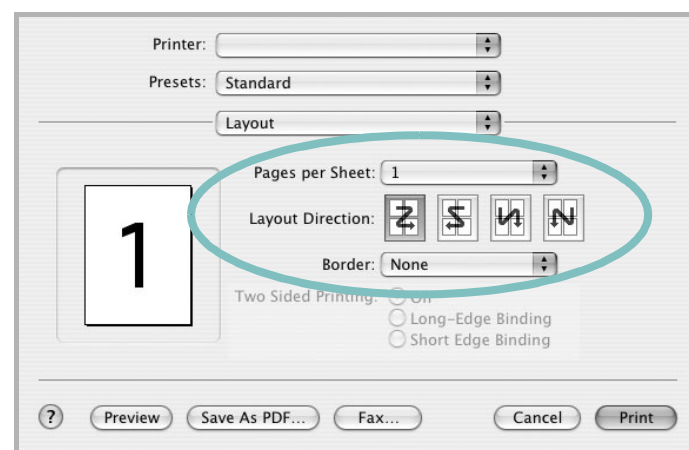 Printer:
Presets: Standard
Layout
Pages per Sheet: 1
Layout Direction:
1
Border: None
Two Sided Printing: Off
Long-Edge Binding
Short Edge Binding
? Preview Save As PDF... Fax... Cancel Print